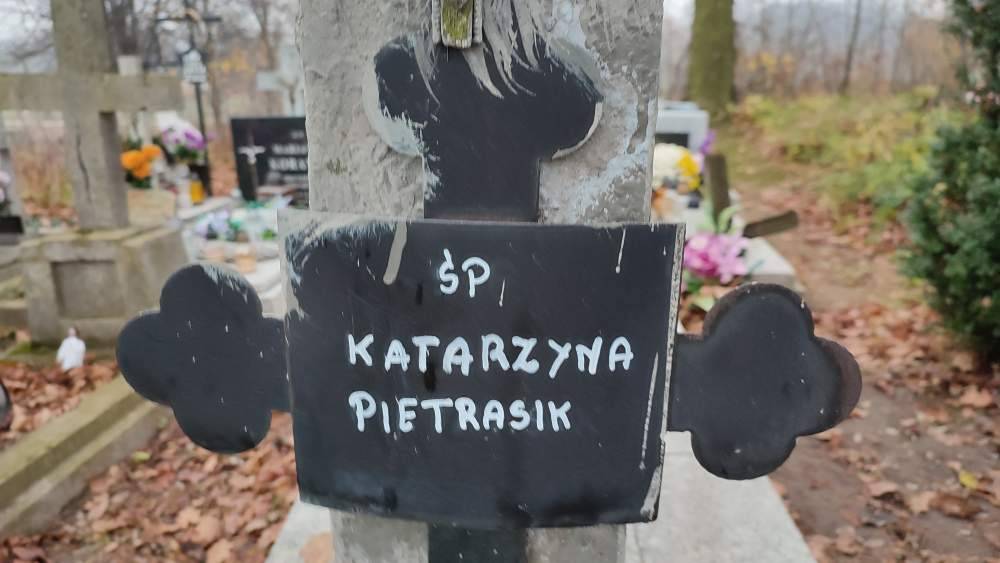 ŚP
KATARZYNA
PIETRASIK